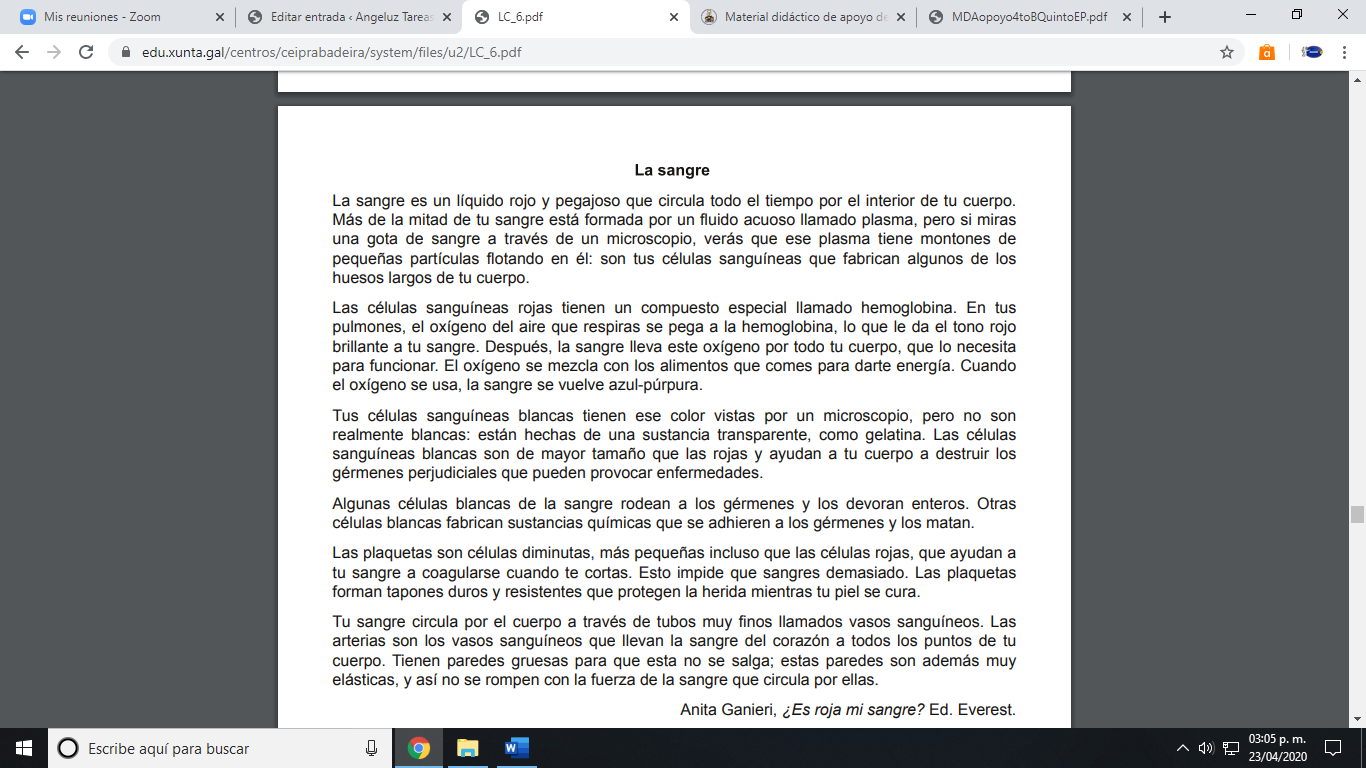 Mis reuniones - Zoom
Editar entrada ‹ Angeluz Tareas
LC_6.pdf
Material didáctico de apoyo de
MDAopoyo4toBQuintoEP.pdf
edu.xunta.gal/centros/ceiprabadeira/system/files/u2/LC_6.pdf
La sangre
La sangre es un líquido rojo y pegajoso que circula todo el tiempo por el interior de tu cuerpo.
Más de la mitad de tu sangre está formada por un fluido acuoso llamado plasma, pero si miras
una gota de sangre a través de un microscopio, verás que ese plasma tiene montones de
pequeñas partículas flotando en él: son tus células sanguíneas que fabrican algunos de los
huesos largos de tu cuerpo.
Las células sanguíneas rojas tienen un compuesto especial llamado hemoglobina. En tus
pulmones, el oxígeno del aire que respiras se pega a la hemoglobina, lo que le da el tono rojo
brillante a tu sangre. Después, la sangre lleva este oxígeno por todo tu cuerpo, que lo necesita
para funcionar. El oxígeno se mezcla con los alimentos que comes para darte energía. Cuando
el oxígeno se usa, la sangre se vuelve azul-púrpura.
Tus células sanguíneas blancas tienen ese color vistas por un microscopio, pero no son
realmente blancas: están hechas de una sustancia transparente, como gelatina. Las células
sanguíneas blancas son de mayor tamaño que las rojas y ayudan a tu cuerpo a destruir los
gérmenes perjudiciales que pueden provocar enfermedades.
Algunas células blancas de la sangre rodean a los gérmenes y los devoran enteros. Otras
células blancas fabrican sustancias químicas que se adhieren a los gérmenes y los matan.
Las plaquetas son células diminutas, más pequeñas incluso que las células rojas, que ayudan a
tu sangre a coagularse cuando te cortas. Esto impide que sangres demasiado. Las plaquetas
forman tapones duros y resistentes que protegen la herida mientras tu piel se cura.
Tu sangre circula por el cuerpo a través de tubos muy finos llamados vasos sanguíneos. Las
arterias son los vasos sanguíneos que llevan la sangre del corazón a todos los puntos de tu
cuerpo. Tienen paredes gruesas para que esta no se salga; estas paredes son además muy
elásticas, y así no se rompen con la fuerza de la sangre que circula por ellas.
Anita Ganieri, ¿Es roja mi sangre? Ed. Everest.
Escribe aquí para buscar
03:05 p. m.
23/04/2020